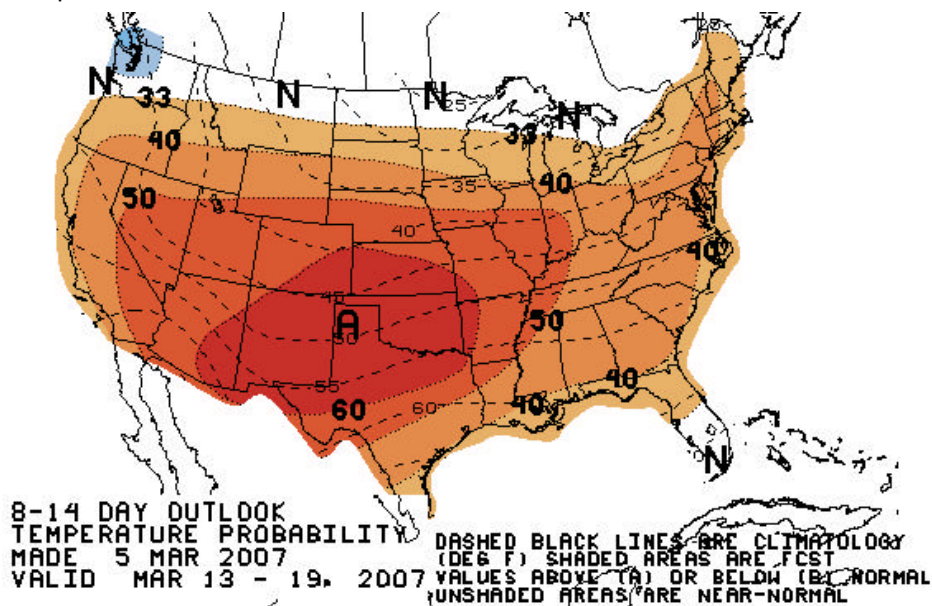 25
N
N
N
N
25
33
33
40
35
40
50
40
40
45
A
50
50
55
60
60
40
40
N
8-14 DAY OUTLOOK
TEMPERATURE PROBABILITY
MADE 5 MAR 2007
VALID MAR 13 - 19, 2007
DASHED BLACK LINES ARE CLIMATOLOGY
(DEG F) SHADED AREAS ARE FCST
VALUES ABOVE (A) OR BELOW (B) NORMAL
UNSHADED AREAS ARE NEAR-NORMAL